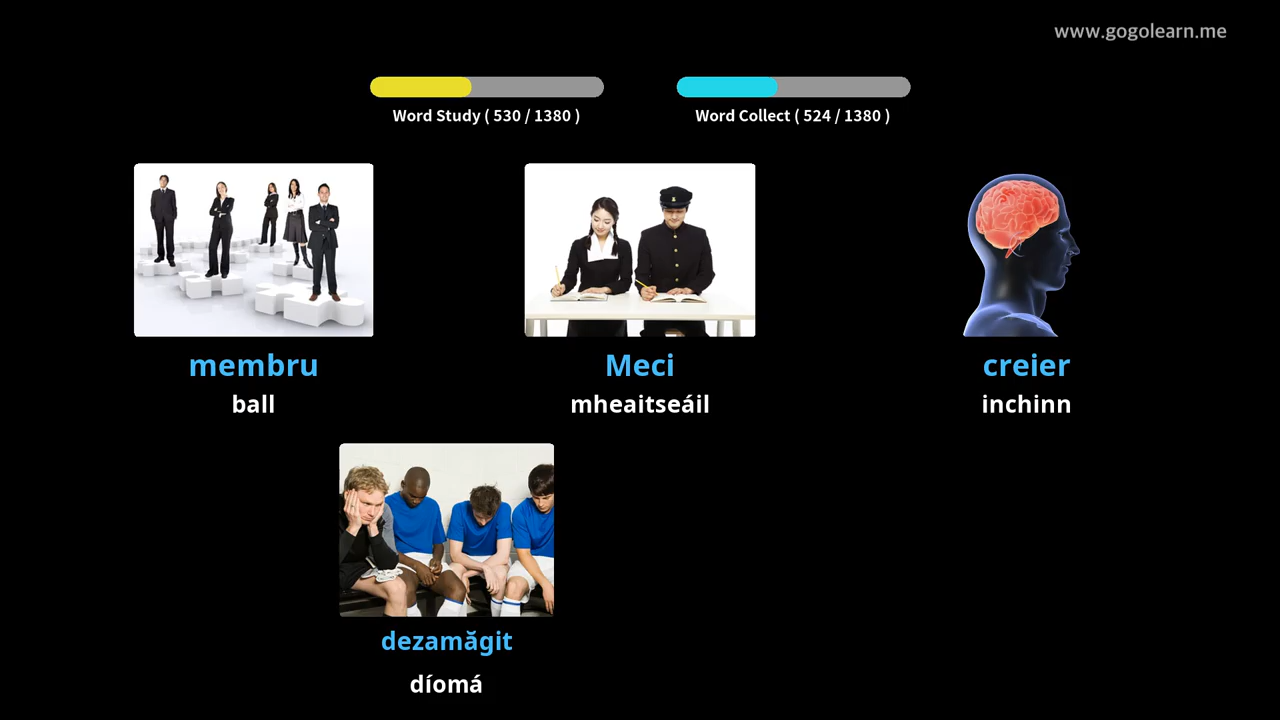 www.gogolearn.me
Word Study ( 530 / 1380 )
Word Collect ( 524 / 1380 )
membru
Meci
creier
ball
mheaitseáil
inchinn
dezamăgit
díomá